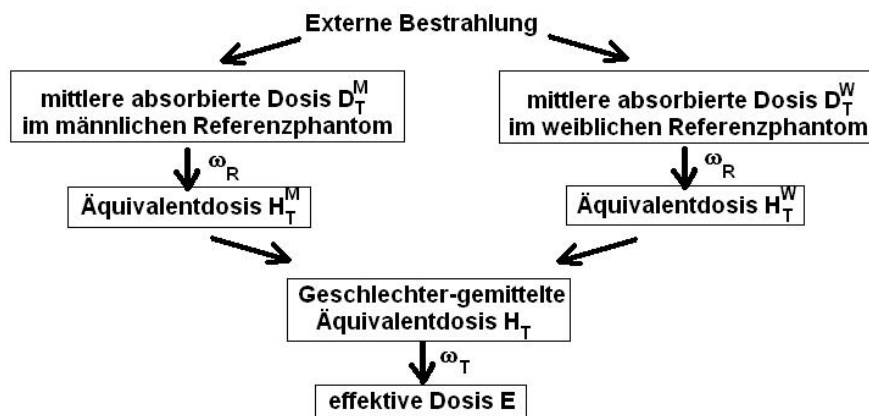 Externe Bestrahlung
mittlere absorbierte Dosis D_T^M
im männlichen Referenzphantom
mittlere absorbierte Dosis D_T^W
im weiblichen Referenzphantom
ω_R
ω_R
Äquivalentdosis H_T^M
Äquivalentdosis H_T^W
Geschlechter-gemittelte
Äquivalentdosis H_T
ω_T
effektive Dosis E